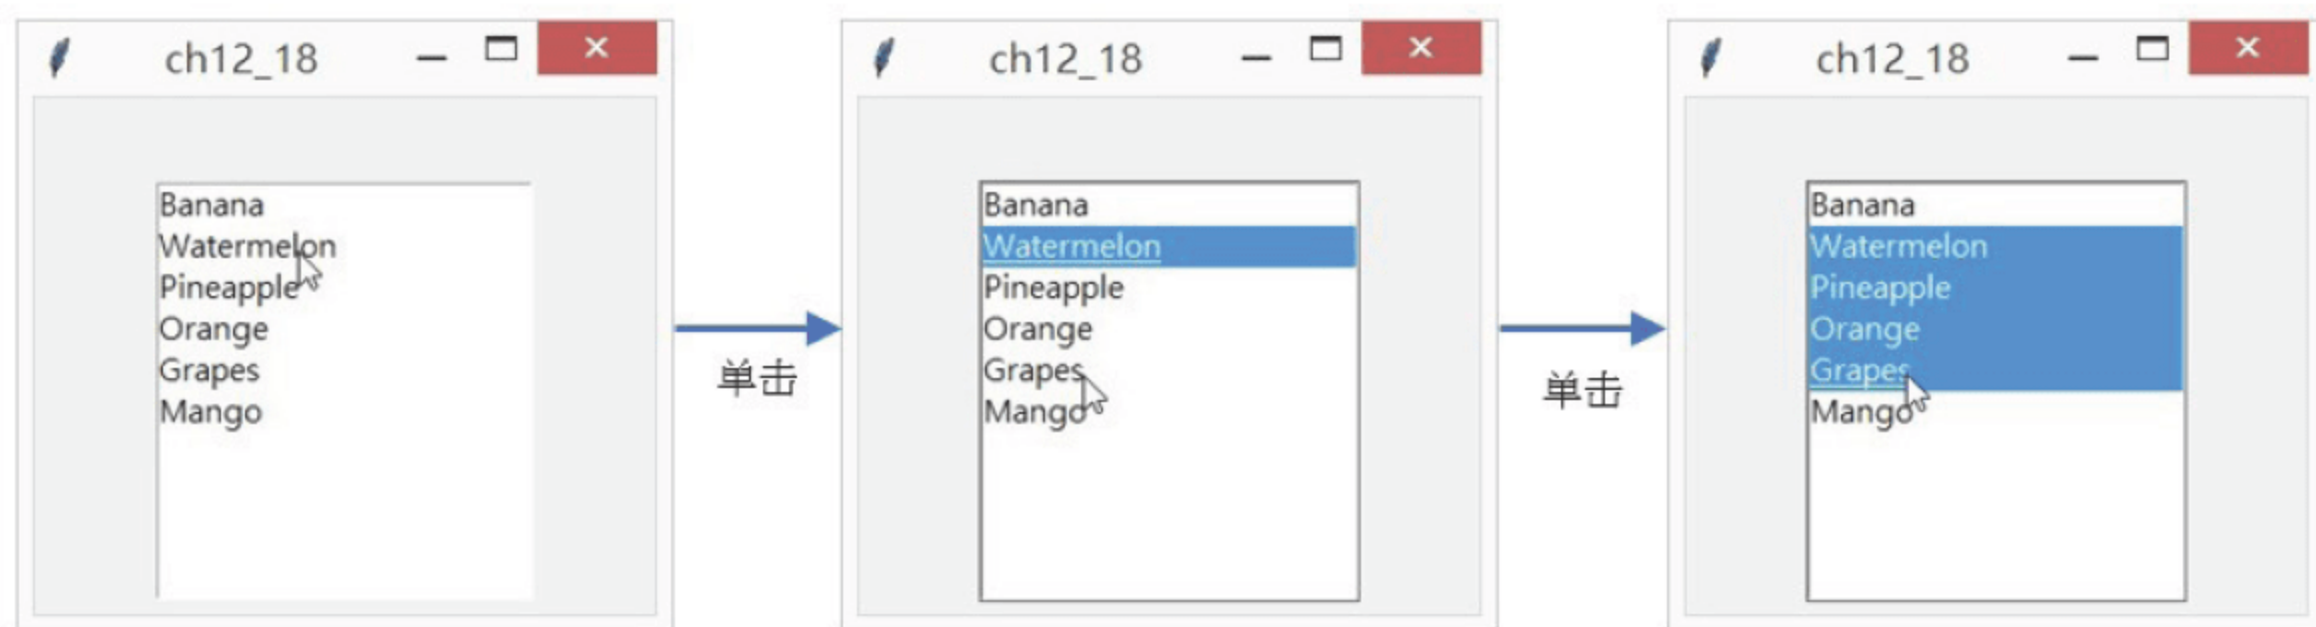 ch12_18
Banana
Watermelon
Pineapple
Orange
Grapes
Mango
单击
ch12_18
Banana
Watermelon
Pineapple
Orange
Grapes
Mango
单击
ch12_18
Banana
Watermelon
Pineapple
Orange
Grapes
Mango